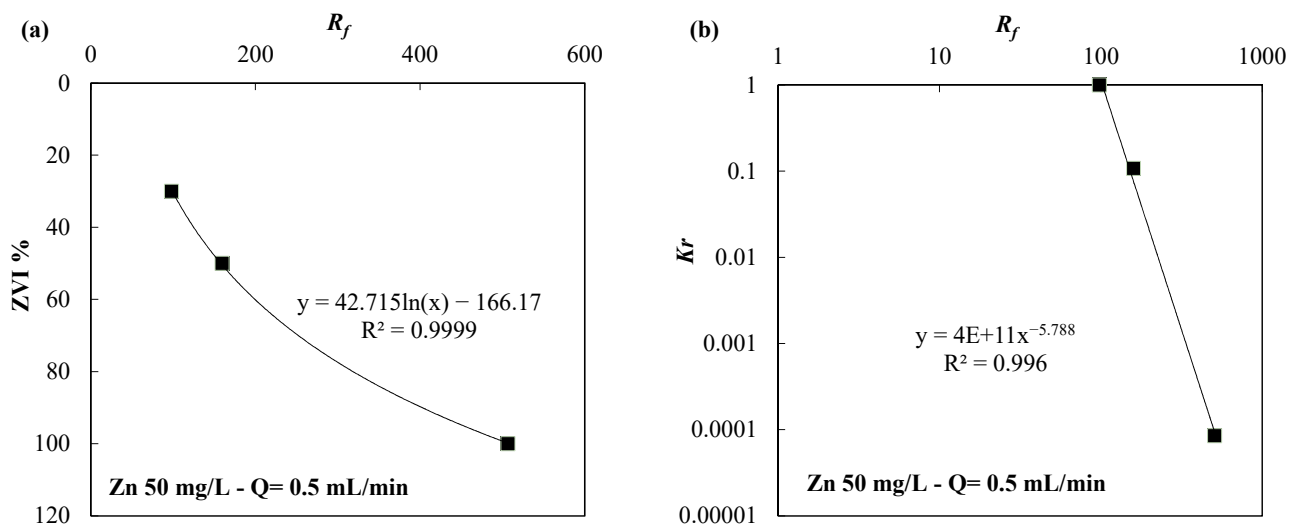 (a)
R_f
0 200 400 600
0
20
40
60
80
100
120
ZVI %
y = 42.715ln(x) − 166.17
R² = 0.9999
Zn 50 mg/L - Q= 0.5 mL/min
(b)
R_f
1 10 100 1000
1
0.1
0.01
0.001
0.0001
0.00001
Kr
y = 4E+11x⁻⁵·⁷⁸⁸
R² = 0.996
Zn 50 mg/L - Q= 0.5 mL/min